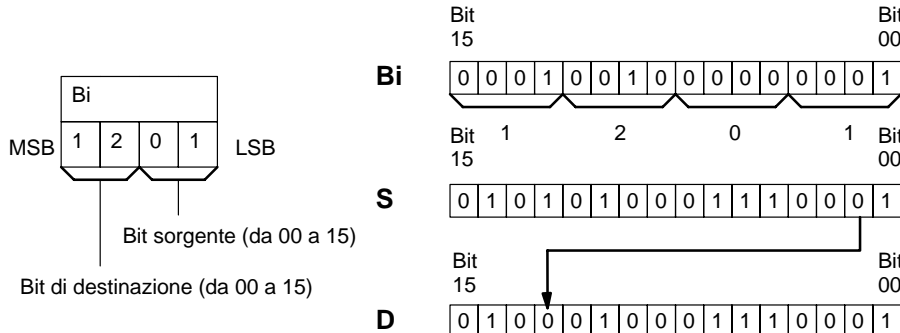 Bi
MSB 1 2 0 1 LSB
Bit sorgente (da 00 a 15)
Bit di destinazione (da 00 a 15)
Bit 15
Bit 00
Bi 0 0 0 1 0 0 1 0 0 0 0 0 0 0 0 1
1 2 0 1
Bit 15
Bit 00
S 0 1 0 1 0 1 0 0 0 1 1 1 0 0 0 1
Bit 15
Bit 00
D 0 1 0 0 0 1 0 0 0 1 1 1 0 0 0 1